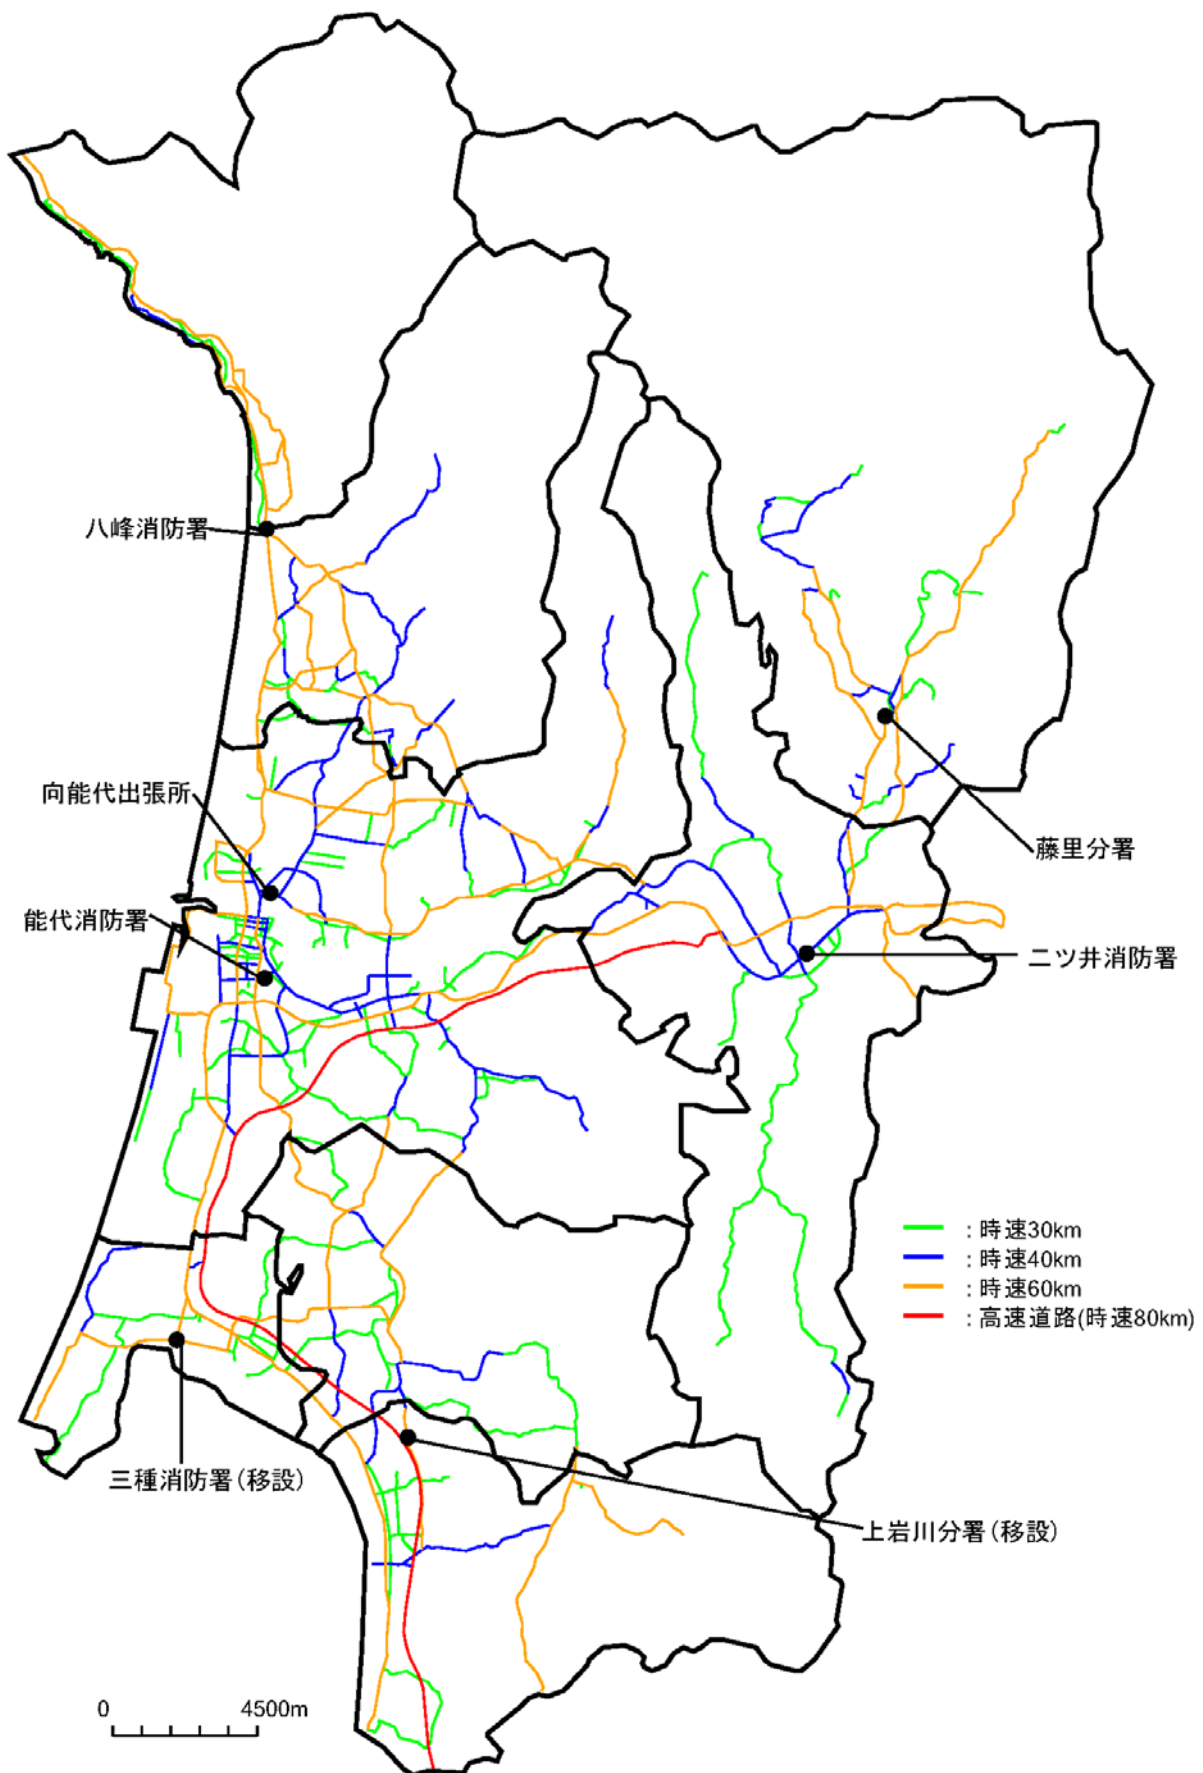 八峰消防署
向能代出張所
藤里分署
能代消防署
二ツ井消防署
：時速30km
：時速40km
：時速60km
：高速道路(時速80km)
三種消防署(移設)
上岩川分署(移設)
0 4500m